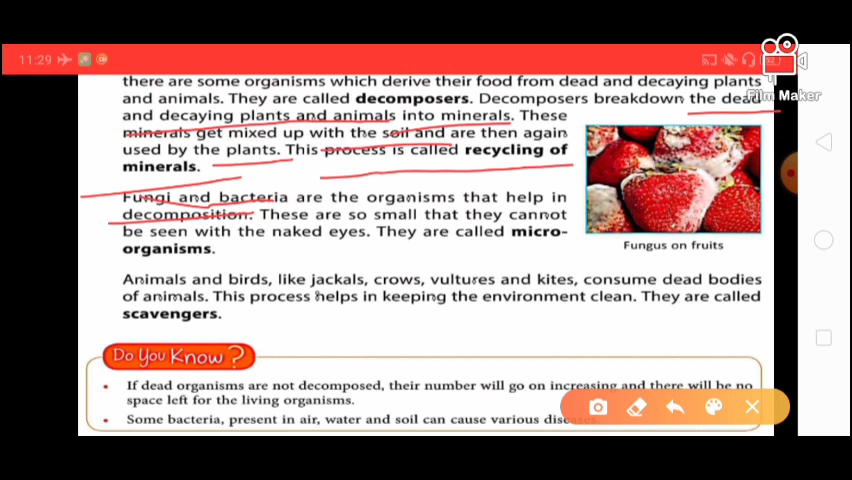 11:29
there are some organisms which derive their food from dead and decaying plants
and animals. They are called decomposers. Decomposers breakdown the dead
Film Maker
and decaying plants and animals into minerals. These
minerals get mixed up with the soil and are then again
used by the plants. This process is called recycling of
minerals.
Fungi and bacteria are the organisms that help in
decomposition. These are so small that they cannot
be seen with the naked eyes. They are called micro-
organisms.
Fungus on fruits
Animals and birds, like jackals, crows, vultures and kites, consume dead bodies
of animals. This process helps in keeping the environment clean. They are called
scavengers.
Do You Know?
• If dead organisms are not decomposed, their number will go on increasing and there will be no
space left for the living organisms.
• Some bacteria, present in air, water and soil can cause various diseases.